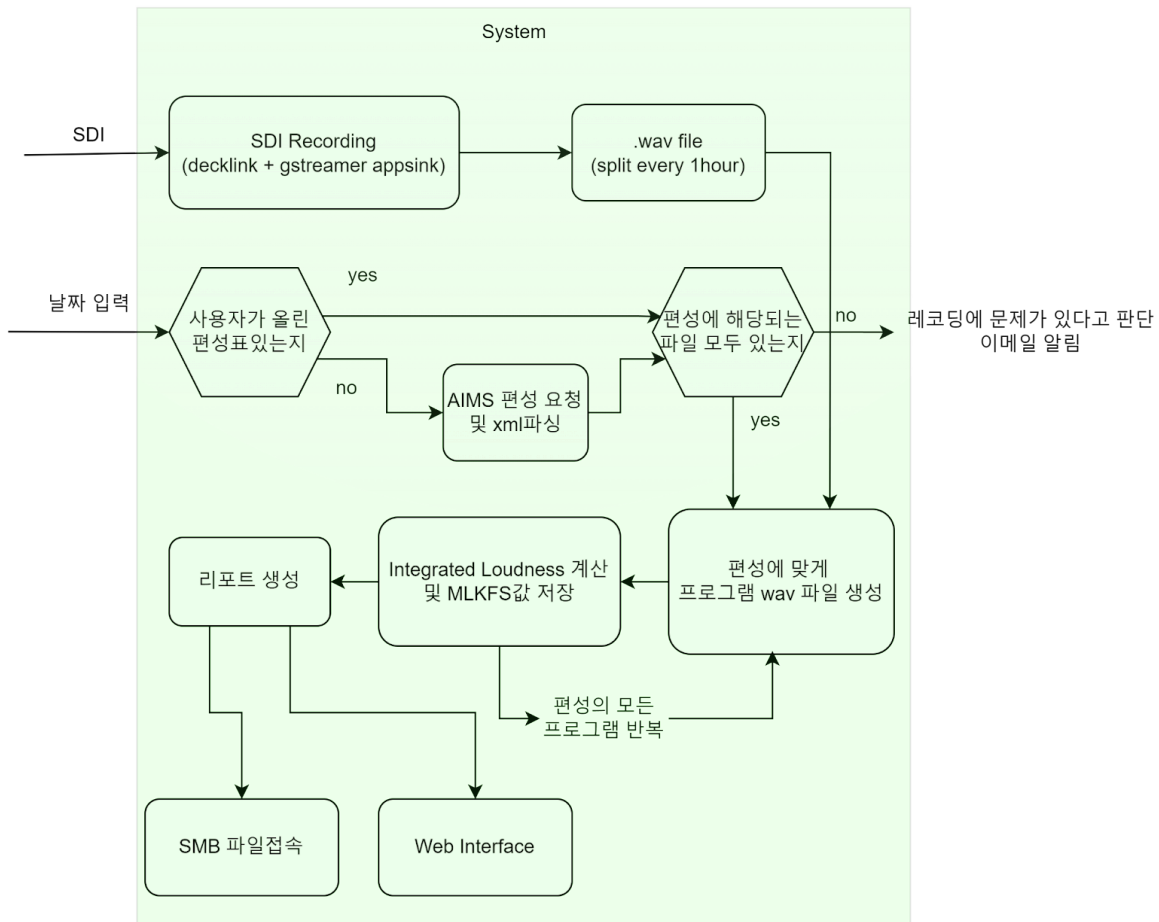 System
SDI
SDI Recording
(decklink + gstreamer appsink)
.wav file
(split every 1hour)
날짜 입력
사용자가 올린
편성표있는지
yes
no
AIMS 편성 요청
및 xml파싱
편성에 해당되는
파일 모두 있는지
no
레코딩에 문제가 있다고 판단
이메일 알림
yes
편성에 맞게
프로그램 wav 파일 생성
Integrated Loudness 계산
및 MLKFS값 저장
리포트 생성
편성의 모든
프로그램 반복
SMB 파일접속
Web Interface